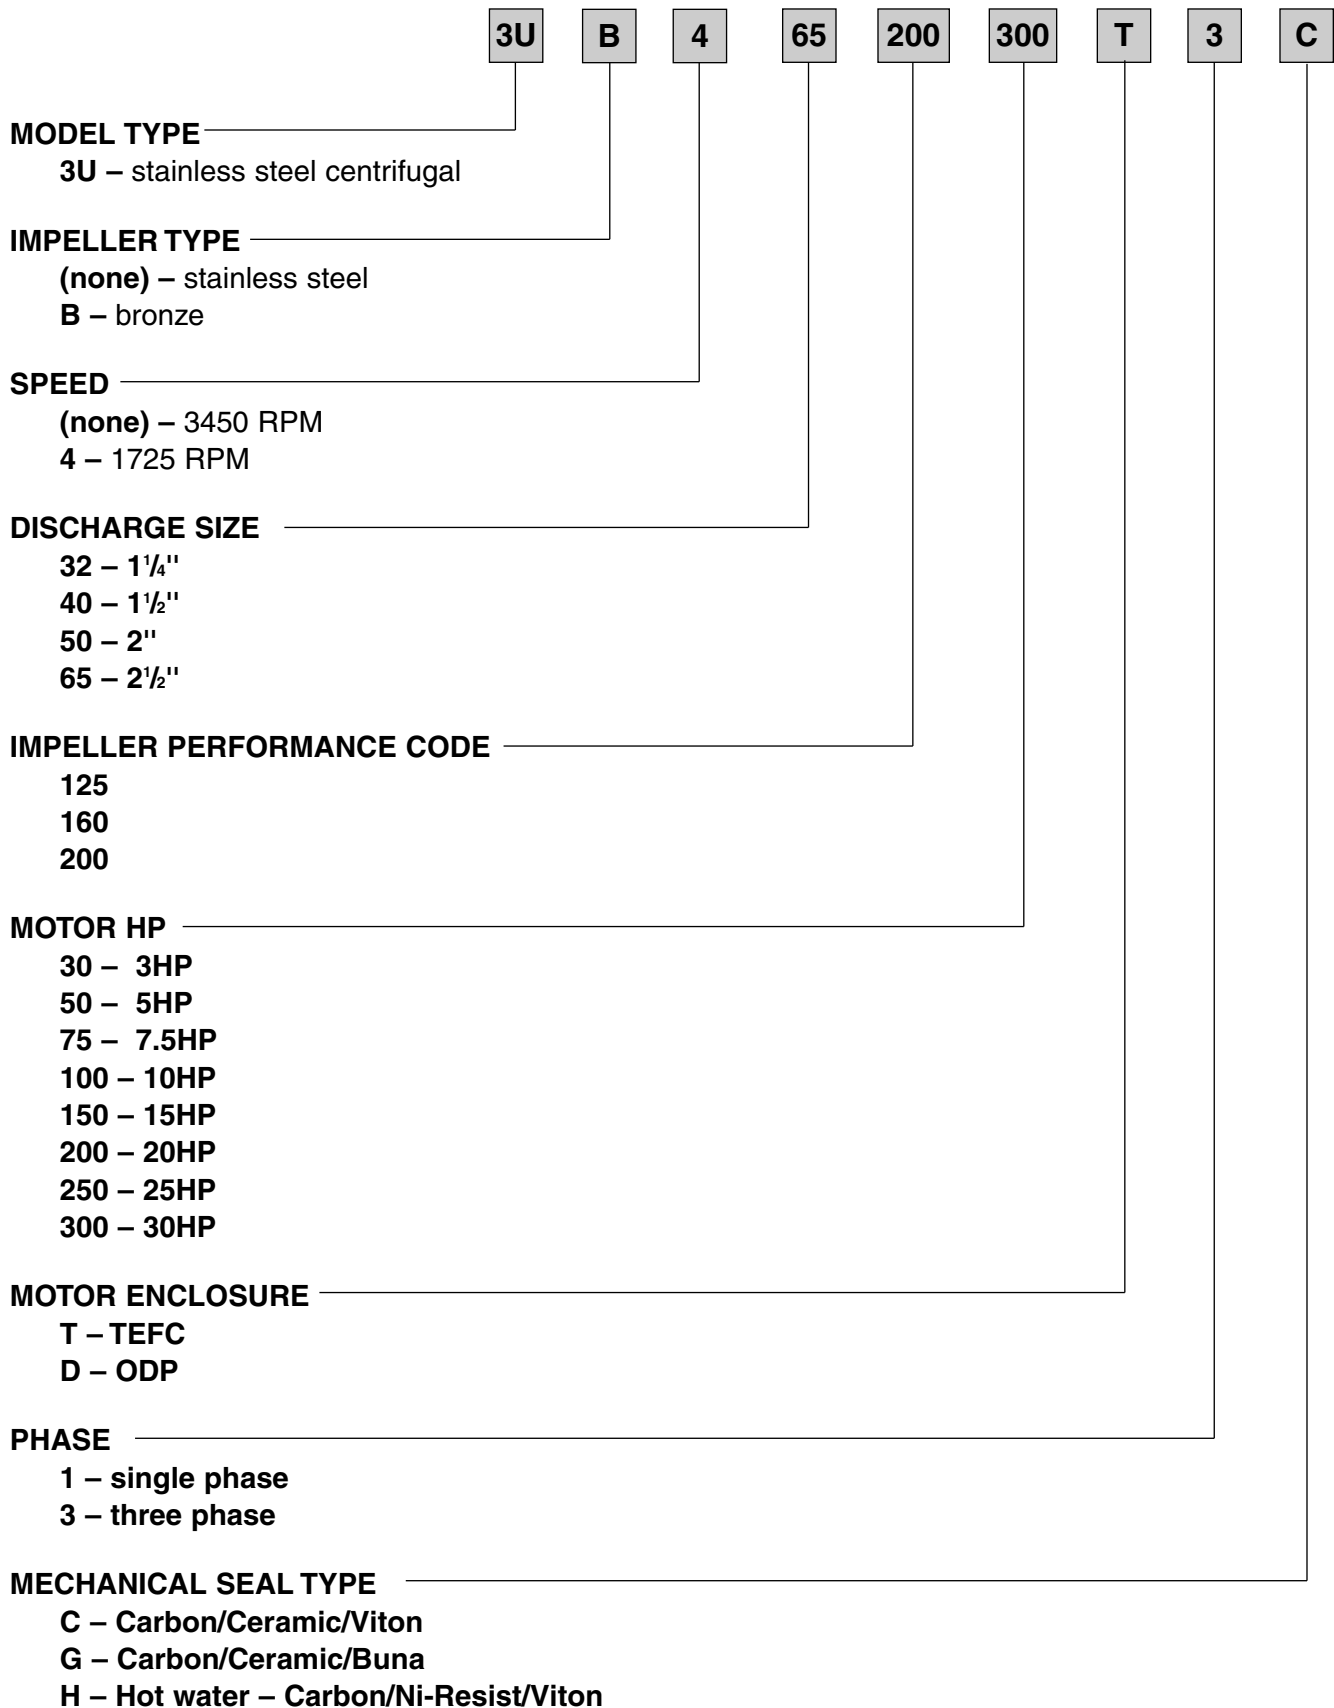 3U B 4 65 200 300 T 3 C
MODEL TYPE
3U – stainless steel centrifugal
IMPELLER TYPE
(none) – stainless steel
B – bronze
SPEED
(none) – 3450 RPM
4 – 1725 RPM
DISCHARGE SIZE
32 – 1¼"
40 – 1½"
50 – 2"
65 – 2½"
IMPELLER PERFORMANCE CODE
125
160
200
MOTOR HP
30 – 3HP
50 – 5HP
75 – 7.5HP
100 – 10HP
150 – 15HP
200 – 20HP
250 – 25HP
300 – 30HP
MOTOR ENCLOSURE
T – TEFC
D – ODP
PHASE
1 – single phase
3 – three phase
MECHANICAL SEAL TYPE
C – Carbon/Ceramic/Viton
G – Carbon/Ceramic/Buna
H – Hot water – Carbon/Ni-Resist/Viton